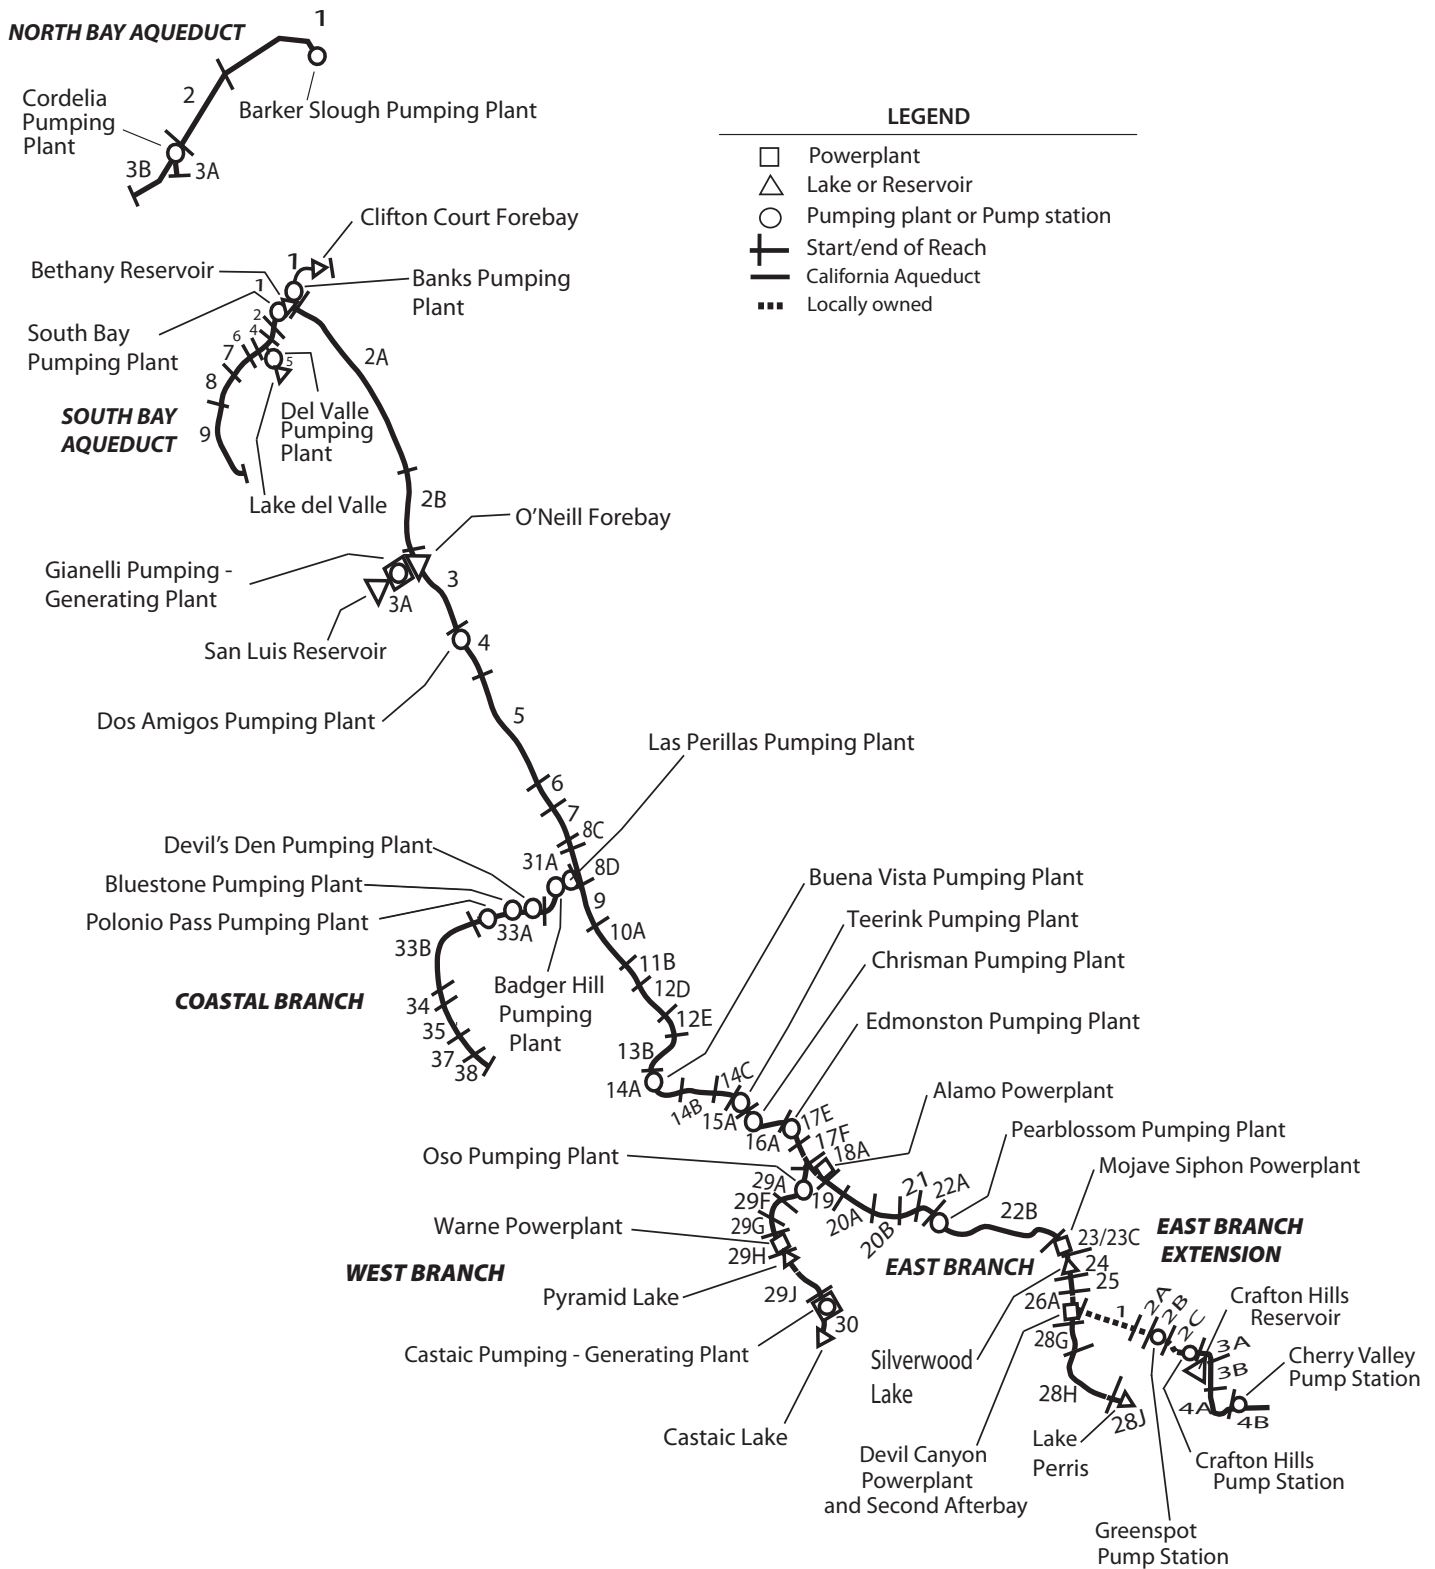 NORTH BAY AQUEDUCT
1
2
Cordelia
Pumping
Plant
Barker Slough Pumping Plant
3B
3A
LEGEND
Powerplant
Lake or Reservoir
Pumping plant or Pump station
Start/end of Reach
California Aqueduct
Locally owned
Clifton Court Forebay
Bethany Reservoir
1
Banks Pumping
Plant
1
South Bay
Pumping Plant
2
4
6
5
7
8
9
2A
SOUTH BAY
AQUEDUCT
Del Valle
Pumping
Plant
Lake del Valle
2B
O’Neill Forebay
Gianelli Pumping -
Generating Plant
3
3A
San Luis Reservoir
4
Dos Amigos Pumping Plant
5
Las Perillas Pumping Plant
6
7
8C
Devil’s Den Pumping Plant
31A
8D
Bluestone Pumping Plant
9
Polonio Pass Pumping Plant
33A
10A
33B
11B
Badger Hill
Pumping
Plant
12D
COASTAL BRANCH
34
12E
35
37
38
13B
14A
Buena Vista Pumping Plant
Teerink Pumping Plant
Chrisman Pumping Plant
Edmonston Pumping Plant
14B
14C
15A
16A
17E
17F
18A
Alamo Powerplant
Pearblossom Pumping Plant
Mojave Siphon Powerplant
Oso Pumping Plant
29A
29F
19
20A
20B
21
22A
22B
Warne Powerplant
29G
29H
23/23C
EAST BRANCH
EXTENSION
WEST BRANCH
EAST BRANCH
24
25
Pyramid Lake
29J
26A
1
2A
2B
2C
Crafton Hills
Reservoir
30
28G
3A
3B
Castaic Pumping - Generating Plant
Silverwood
Lake
Cherry Valley
Pump Station
28H
28J
4A
4B
Castaic Lake
Lake
Perris
Devil Canyon
Powerplant
and Second Afterbay
Crafton Hills
Pump Station
Greenspot
Pump Station